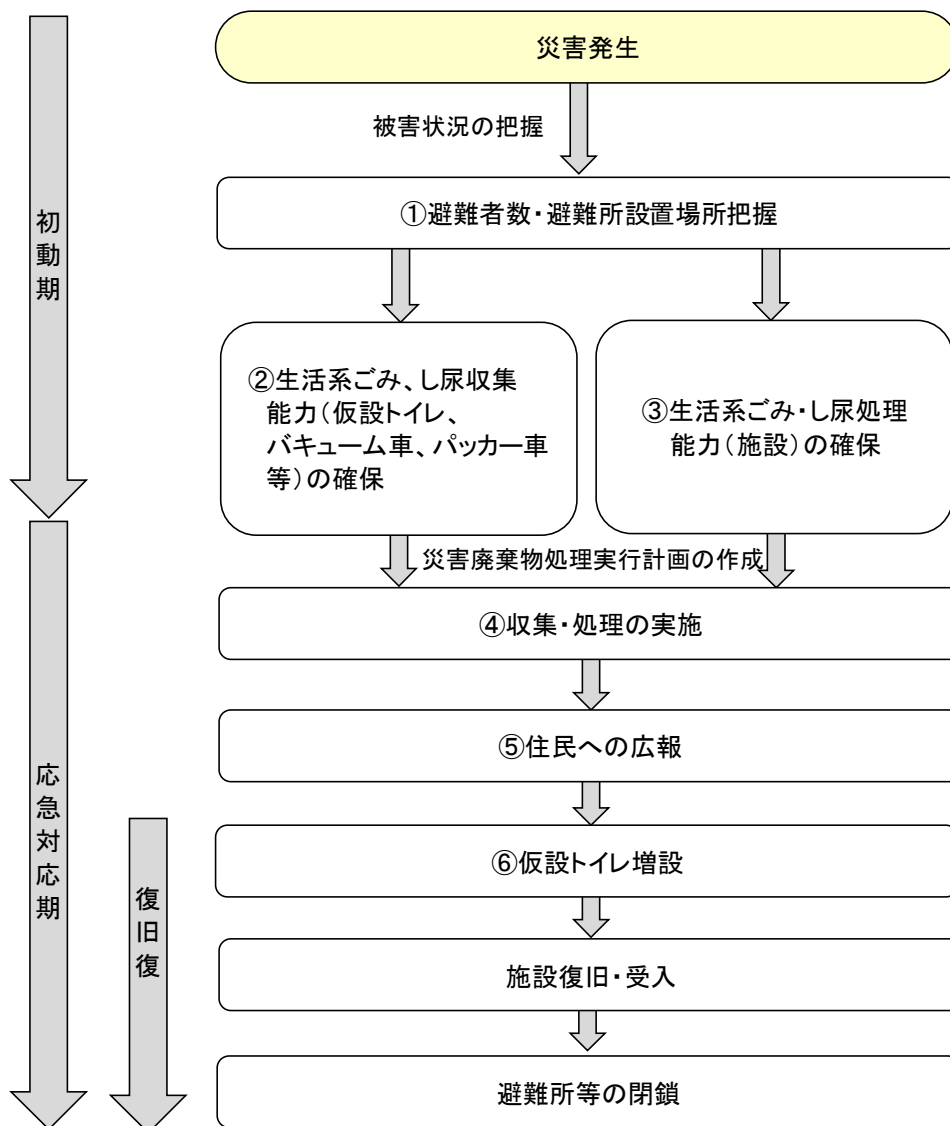 災害発生
被害状況の把握
①避難者数・避難所設置場所把握
初動期
②生活系ごみ、し尿収集
能力(仮設トイレ、
バキューム車、パッカー車
等)の確保
③生活系ごみ・し尿処理
能力(施設)の確保
災害廃棄物処理実行計画の作成
④収集・処理の実施
⑤住民への広報
応急対応期
⑥仮設トイレ増設
復旧復
施設復旧・受入
避難所等の閉鎖